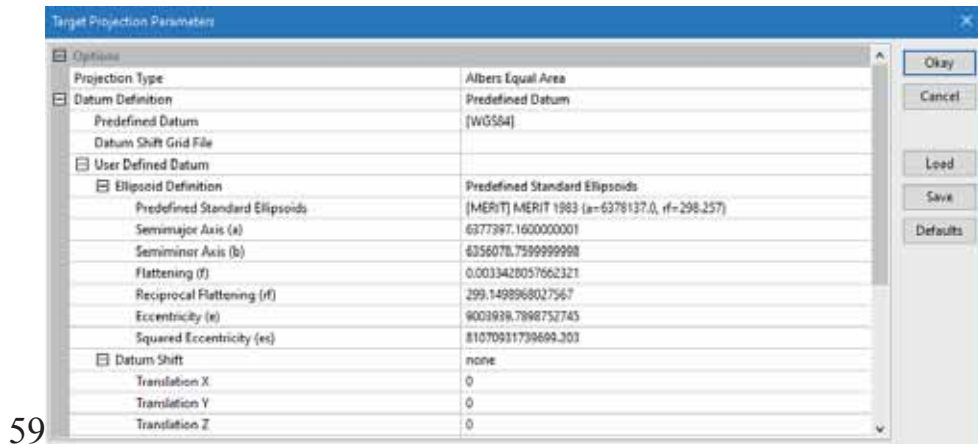 Target Projection Parameters
Options
Okay
Projection Type Albers Equal Area
Datum Definition Predefined Datum
Cancel
Predefined Datum [WGS84]
Datum Shift Grid File
User Defined Datum
Load
Ellipsoid Definition Predefined Standard Ellipsoids
Save
Predefined Standard Ellipsoids [MERIT] MERIT 1983 (a=6378137.0, rf=298.257)
Semimajor Axis (a) 6377397.1600000001
Defaults
Semiminor Axis (b) 6356078.7599999998
Flattening (f) 0.0033428057662321
Reciprocal Flattening (rf) 299.1498968027567
Eccentricity (e) 9003939.7898752745
Squared Eccentricity (es) 81070931739699.203
Datum Shift none
Translation X 0
Translation Y 0
Translation Z 0
59